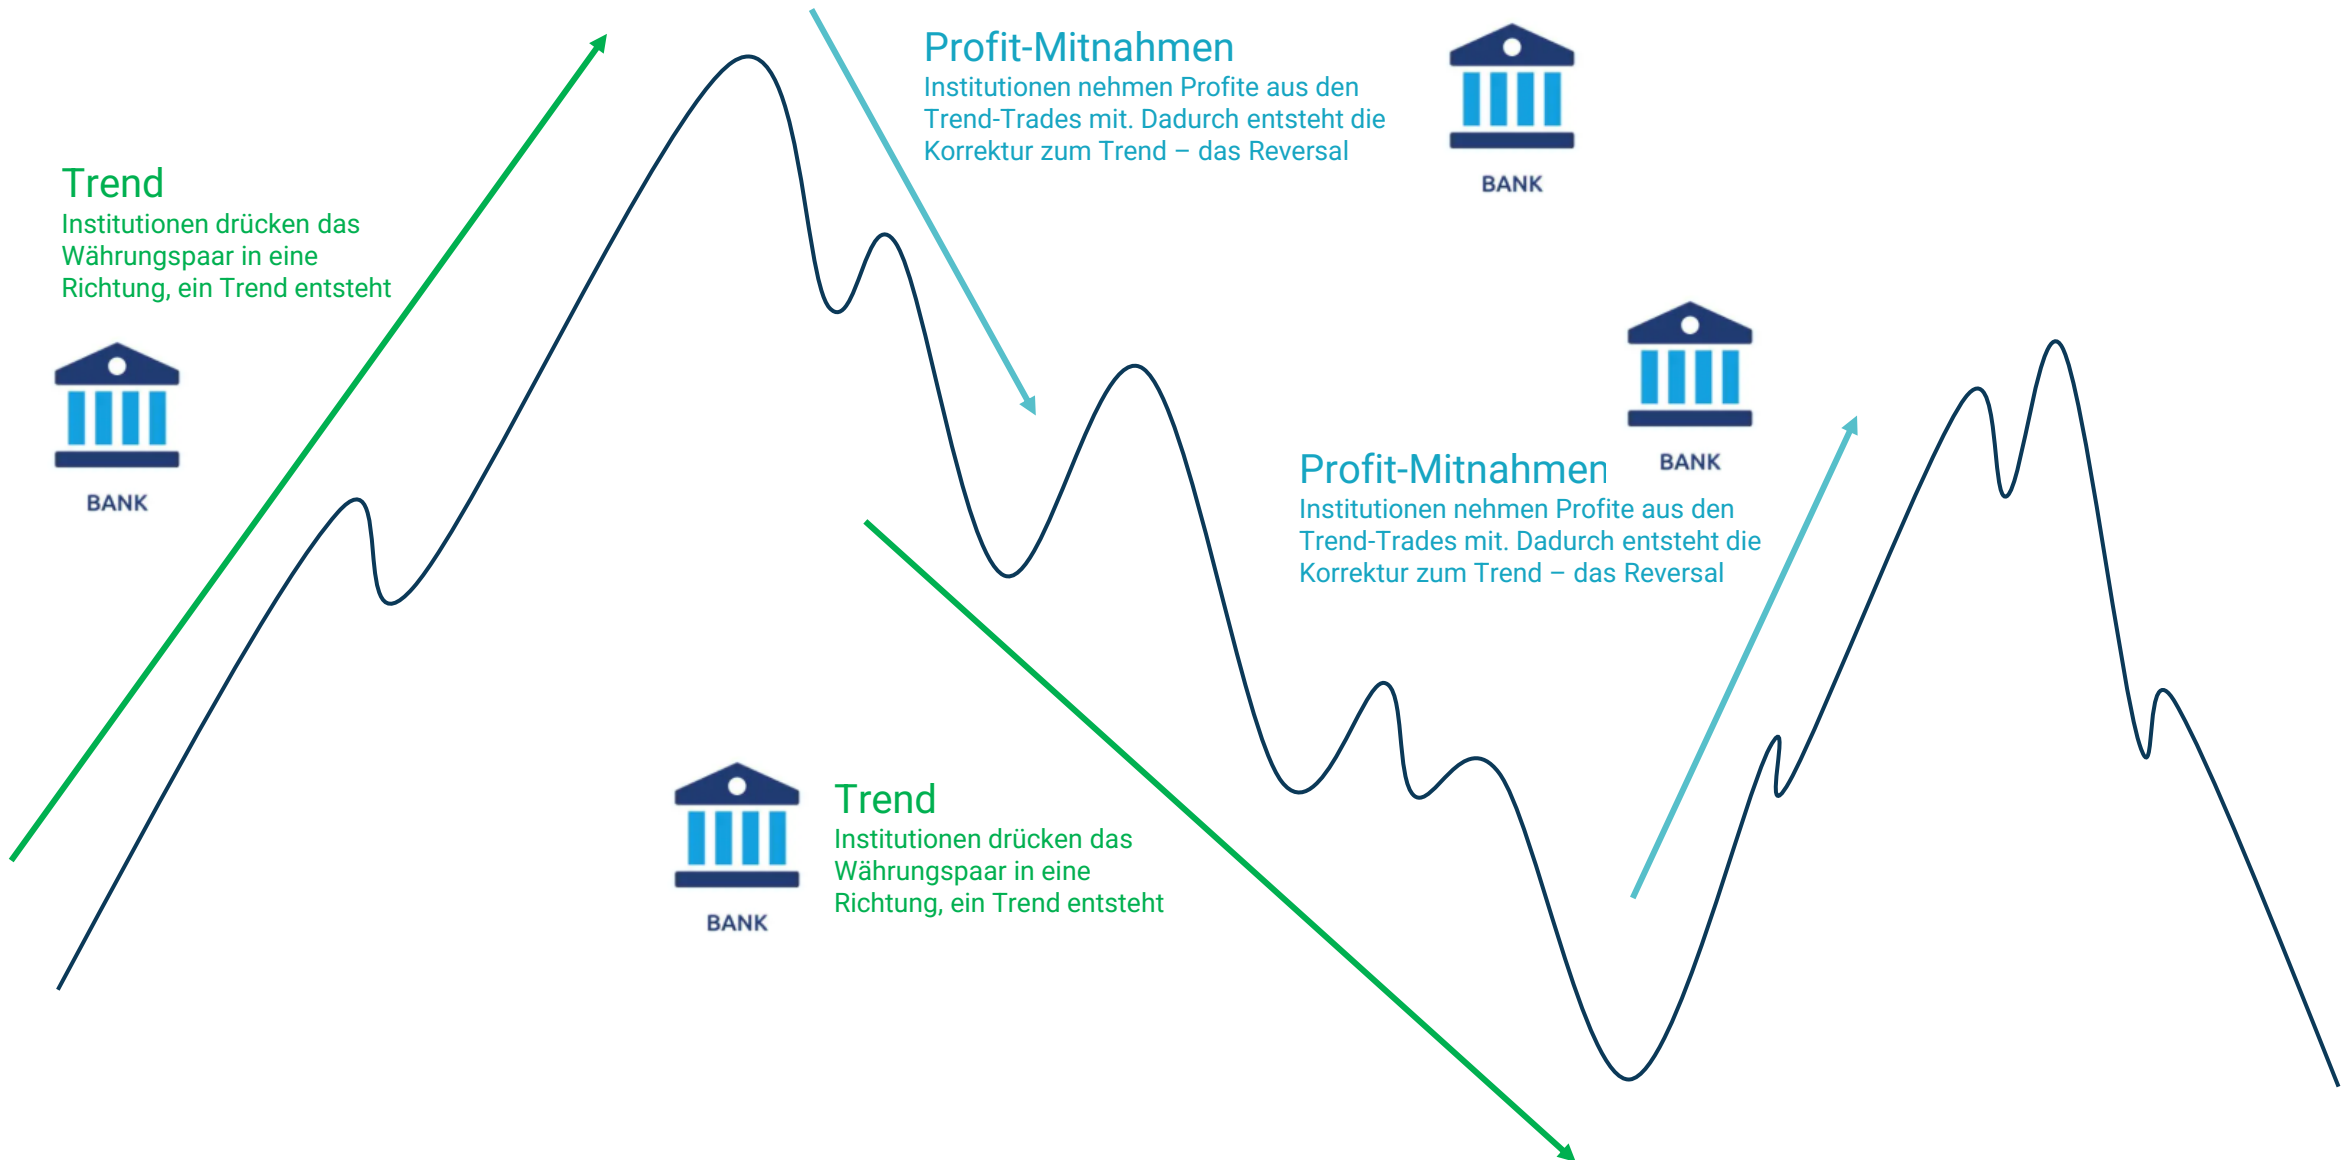 Profit-Mitnahmen
Institutionen nehmen Profite aus den
Trend-Trades mit. Dadurch entsteht die
Korrektur zum Trend – das Reversal
BANK
Trend
Institutionen drücken das
Währungspaar in eine
Richtung, ein Trend entsteht
BANK
Profit-Mitnahmen
BANK
Institutionen nehmen Profite aus den
Trend-Trades mit. Dadurch entsteht die
Korrektur zum Trend – das Reversal
Trend
Institutionen drücken das
Währungspaar in eine
Richtung, ein Trend entsteht
BANK